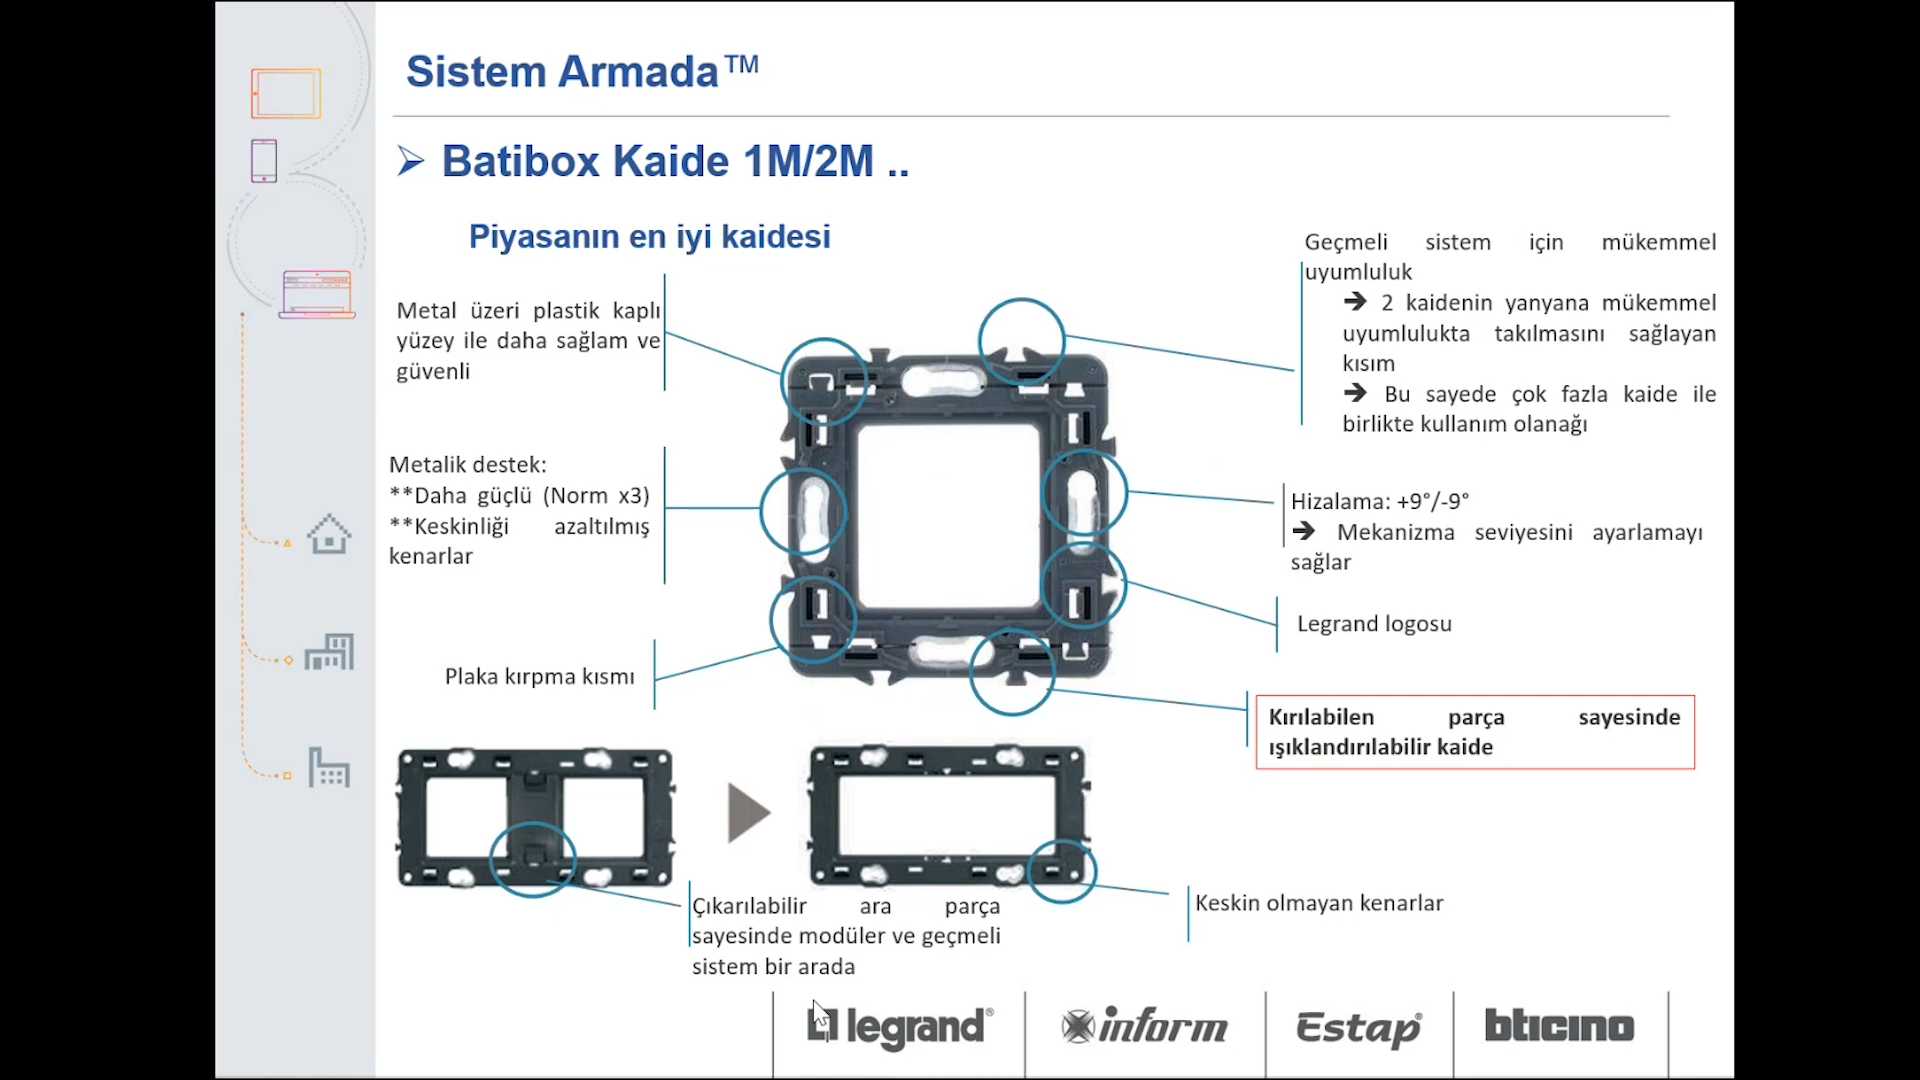 Sistem Armada™
➢ Batibox Kaide 1M/2M ..
Piyasanın en iyi kaidesi
Metal üzeri plastik kaplı
yüzey ile daha sağlam ve
güvenli
Metalik destek:
**Daha güçlü (Norm x3)
**Keskinliği azaltılmış
kenarlar
Plaka kırpma kısmı
Geçmeli sistem için mükemmel
uyumluluk
➔ 2 kaidenin yanyana mükemmel
uyumlulukta takılmasını sağlayan
kısım
➔ Bu sayede çok fazla kaide ile
birlikte kullanım olanağı
Hizalama: +9°/-9°
➔ Mekanizma seviyesini ayarlamayı
sağlar
Legrand logosu
Kırılabilen parça sayesinde
ışıklandırılabilir kaide
Çıkarılabilir ara parça
sayesinde modüler ve geçmeli
sistem bir arada
Keskin olmayan kenarlar
legrand®
inform
Estap®
bticino